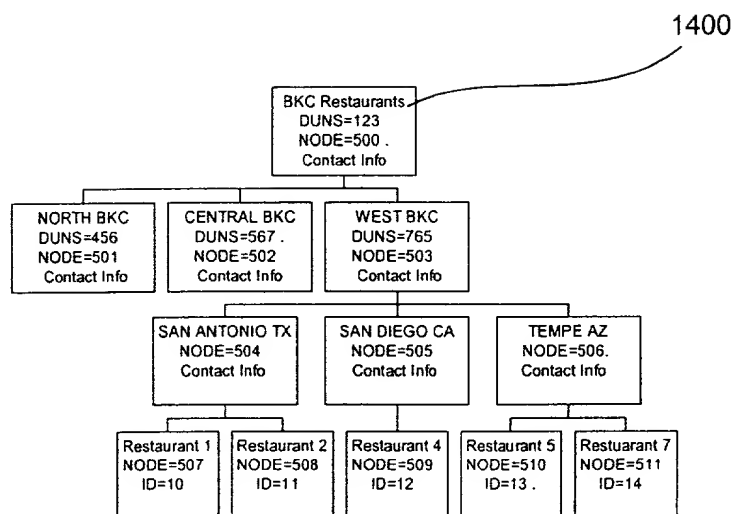 1400
BKC Restaurants
DUNS=123
NODE=500 .
Contact Info
NORTH BKC
DUNS=456
NODE=501
Contact Info
CENTRAL BKC
DUNS=567 .
NODE=502
Contact Info
WEST BKC
DUNS=765
NODE=503
Contact Info
SAN ANTONIO TX
NODE=504
Contact Info
SAN DIEGO CA
NODE=505
Contact Info
TEMPE AZ
NODE=506.
Contact Info
Restaurant 1
NODE=507
ID=10
Restaurant 2
NODE=508
ID=11
Restaurant 4
NODE=509
ID=12
Restaurant 5
NODE=510
ID=13 .
Restuarant 7
NODE=511
ID=14